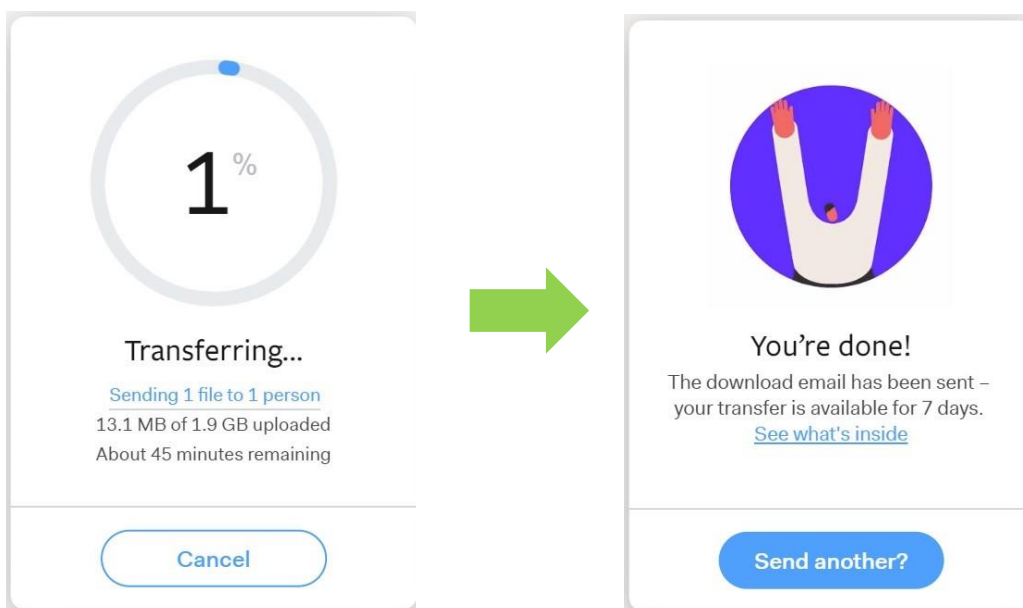 1 %
Transferring...
Sending 1 file to 1 person
13.1 MB of 1.9 GB uploaded
About 45 minutes remaining
Cancel
You're done!
The download email has been sent –
your transfer is available for 7 days.
See what's inside
Send another?